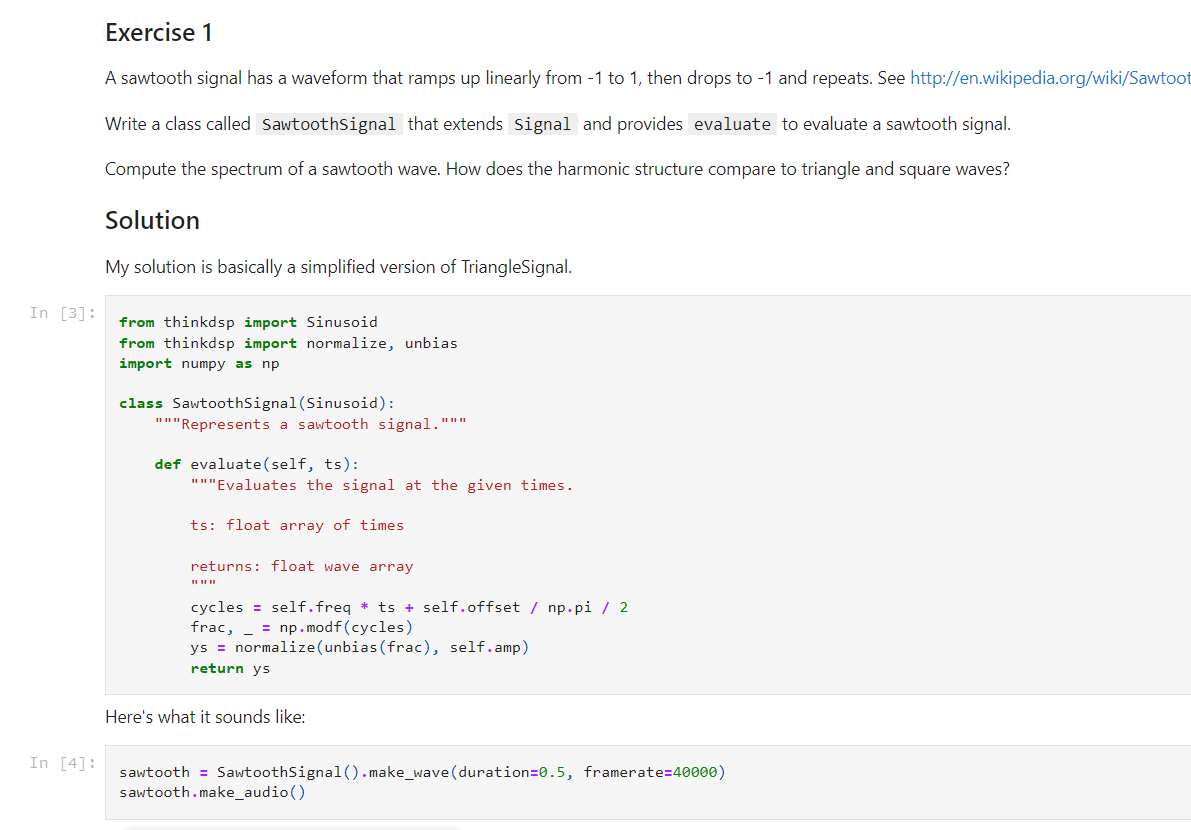 Exercise 1
A sawtooth signal has a waveform that ramps up linearly from -1 to 1, then drops to -1 and repeats. See http://en.wikipedia.org/wiki/Sawtoot
Write a class called SawtoothSignal that extends Signal and provides evaluate to evaluate a sawtooth signal.
Compute the spectrum of a sawtooth wave. How does the harmonic structure compare to triangle and square waves?
Solution
My solution is basically a simplified version of TriangleSignal.
In [3]:
from thinkdsp import Sinusoid
from thinkdsp import normalize, unbias
import numpy as np
class SawtoothSignal(Sinusoid):
"""Represents a sawtooth signal."""
def evaluate(self, ts):
"""Evaluates the signal at the given times.
ts: float array of times
returns: float wave array
"""
cycles = self.freq * ts + self.offset / np.pi / 2
frac, _ = np.modf(cycles)
ys = normalize(unbias(frac), self.amp)
return ys
Here's what it sounds like:
In [4]:
sawtooth = SawtoothSignal().make_wave(duration=0.5, framerate=40000)
sawtooth.make_audio()